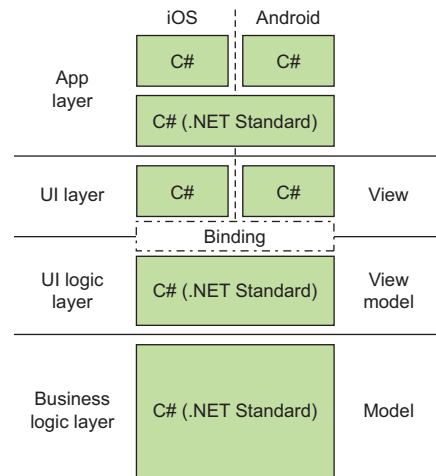 iOS
Android
App
layer
C#
C#
C# (.NET Standard)
UI layer
C#
C#
View
Binding
UI logic
layer
C# (.NET Standard)
View
model
Business
logic layer
C# (.NET Standard)
Model